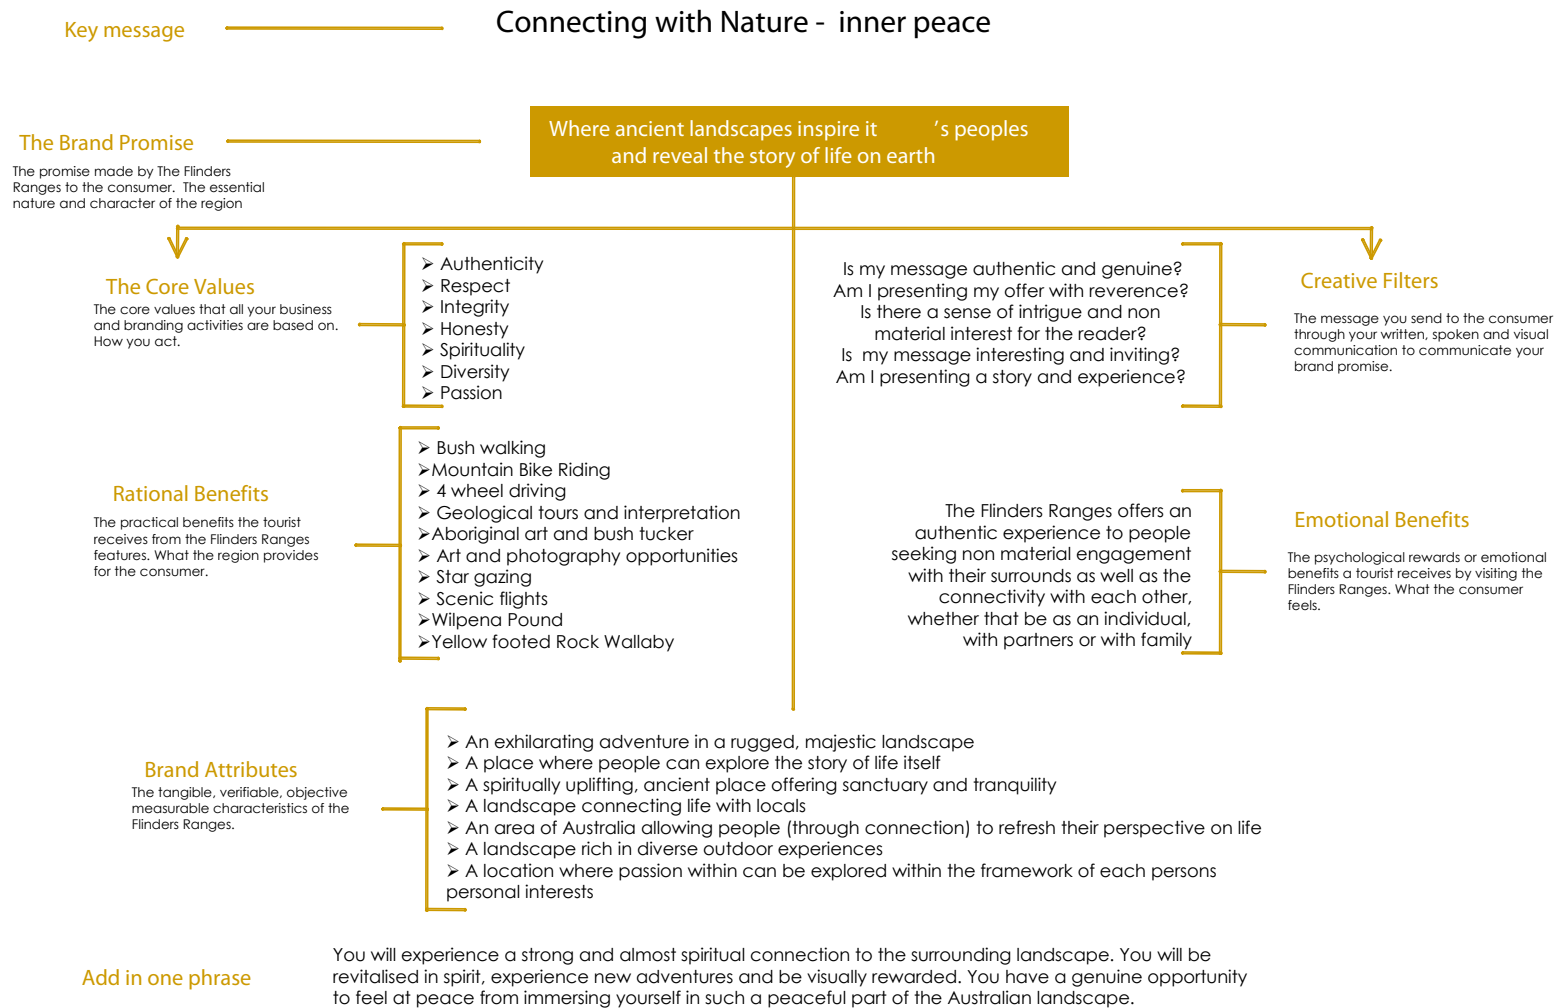 Key message
Connecting with Nature - inner peace
The Brand Promise
The promise made by The Flinders
Ranges to the consumer. The essential
nature and character of the region
Where ancient landscapes inspire it 's peoples
and reveal the story of life on earth
The Core Values
The core values that all your business
and branding activities are based on.
How you act.
➢ Authenticity
➢ Respect
➢ Integrity
➢ Honesty
➢ Spirituality
➢ Diversity
➢ Passion
Is my message authentic and genuine?
Am I presenting my offer with reverence?
Is there a sense of intrigue and non
material interest for the reader?
Is my message interesting and inviting?
Am I presenting a story and experience?
Creative Filters
The message you send to the consumer
through your written, spoken and visual
communication to communicate your
brand promise.
Rational Benefits
The practical benefits the tourist
receives from the Flinders Ranges
features. What the region provides
for the consumer.
➢ Bush walking
➢Mountain Bike Riding
➢ 4 wheel driving
➢ Geological tours and interpretation
➢Aboriginal art and bush tucker
➢ Art and photography opportunities
➢ Star gazing
➢ Scenic flights
➢Wilpena Pound
➢Yellow footed Rock Wallaby
The Flinders Ranges offers an
authentic experience to people
seeking non material engagement
with their surrounds as well as the
connectivity with each other,
whether that be as an individual,
with partners or with family
Emotional Benefits
The psychological rewards or emotional
benefits a tourist receives by visiting the
Flinders Ranges. What the consumer
feels.
Brand Attributes
The tangible, verifiable, objective
measurable characteristics of the
Flinders Ranges.
➢ An exhilarating adventure in a rugged, majestic landscape
➢ A place where people can explore the story of life itself
➢ A spiritually uplifting, ancient place offering sanctuary and tranquility
➢ A landscape connecting life with locals
➢ An area of Australia allowing people (through connection) to refresh their perspective on life
➢ A landscape rich in diverse outdoor experiences
➢ A location where passion within can be explored within the framework of each persons
personal interests
Add in one phrase
You will experience a strong and almost spiritual connection to the surrounding landscape. You will be
revitalised in spirit, experience new adventures and be visually rewarded. You have a genuine opportunity
to feel at peace from immersing yourself in such a peaceful part of the Australian landscape.